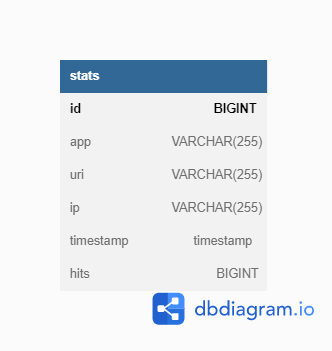 stats
id BIGINT
app VARCHAR(255)
uri VARCHAR(255)
ip VARCHAR(255)
timestamp timestamp
hits BIGINT
dbdiagram.io